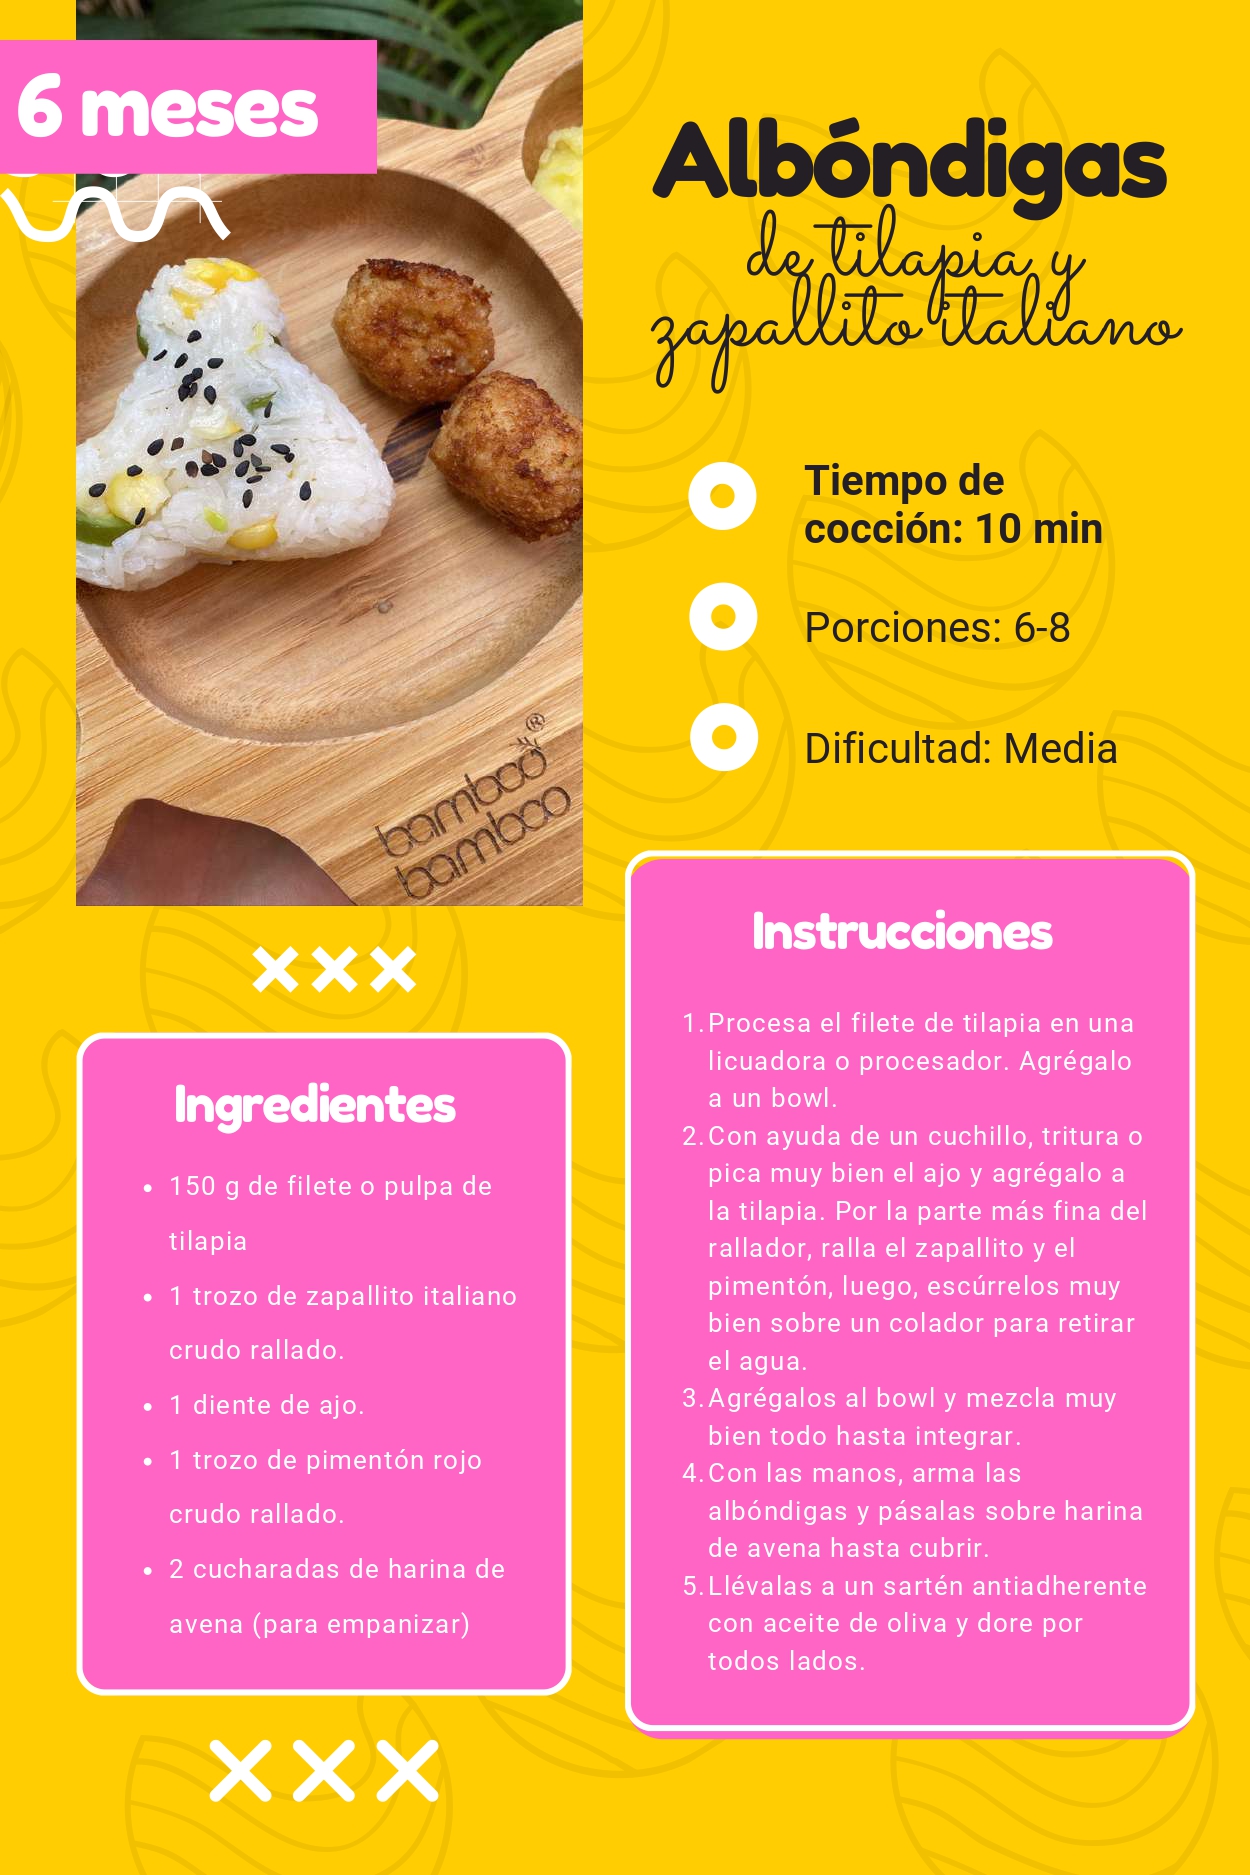 6 meses
Albóndigas
de tilapia y
zapallito italiano
Tiempo de
cocción: 10 min
Porciones: 6-8
Dificultad: Media
bamboo®
bamboo
Instrucciones
1. Procesa el filete de tilapia en una
licuadora o procesador. Agrégalo
a un bowl.
2. Con ayuda de un cuchillo, tritura o
pica muy bien el ajo y agrégalo a
la tilapia. Por la parte más fina del
rallador, ralla el zapallito y el
pimentón, luego, escúrrelos muy
bien sobre un colador para retirar
el agua.
3. Agrégalos al bowl y mezcla muy
bien todo hasta integrar.
4. Con las manos, arma las
albóndigas y pásalas sobre harina
de avena hasta cubrir.
5. Llévalas a un sartén antiadherente
con aceite de oliva y dore por
todos lados.
Ingredientes
• 150 g de filete o pulpa de
tilapia
• 1 trozo de zapallito italiano
crudo rallado.
• 1 diente de ajo.
• 1 trozo de pimentón rojo
crudo rallado.
• 2 cucharadas de harina de
avena (para empanizar)